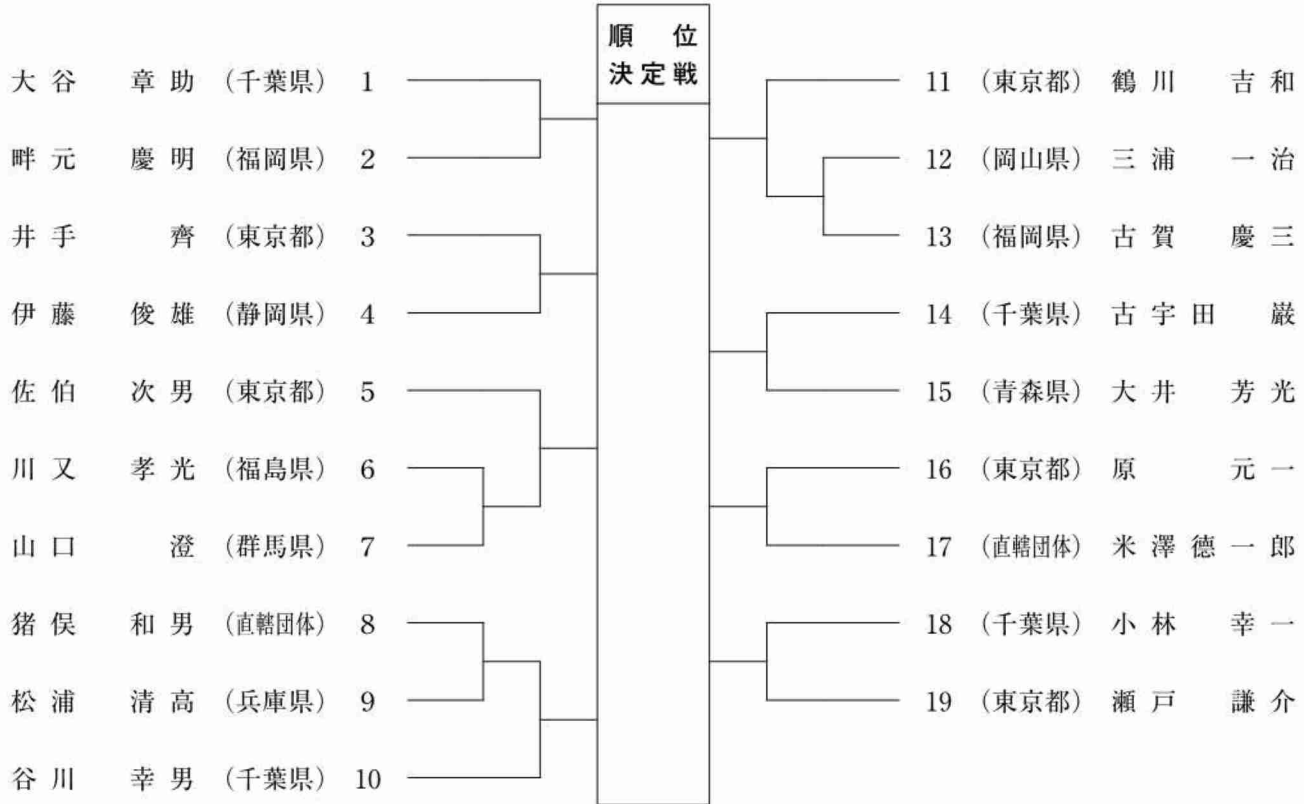 順位
決定戦
大谷 章助 (千葉県) 1
畔元 慶明 (福岡県) 2
井手 齊 (東京都) 3
伊藤 俊雄 (静岡県) 4
佐伯 次男 (東京都) 5
川又 孝光 (福島県) 6
山口 澄 (群馬県) 7
猪俣 和男 (直轄団体) 8
松浦 清高 (兵庫県) 9
谷川 幸男 (千葉県) 10
11 (東京都) 鶴川 吉和
12 (岡山県) 三浦 一治
13 (福岡県) 古賀 慶三
14 (千葉県) 古宇田 巌
15 (青森県) 大井 芳光
16 (東京都) 原 元一
17 (直轄団体) 米澤德一郎
18 (千葉県) 小林 幸一
19 (東京都) 瀬戸 謙介